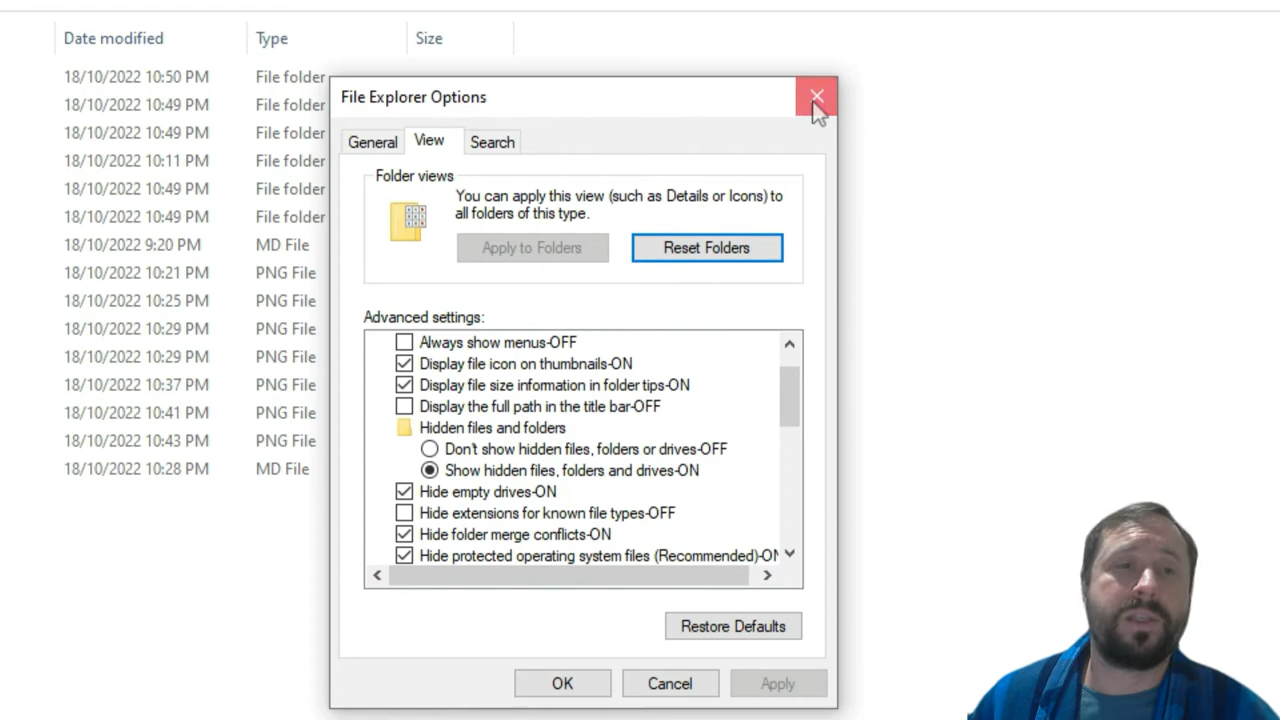 Date modified Type Size
18/10/2022 10:50 PM File folder
18/10/2022 10:49 PM File folder
18/10/2022 10:49 PM File folder
18/10/2022 10:11 PM File folder
18/10/2022 10:49 PM File folder
18/10/2022 10:49 PM File folder
18/10/2022 9:20 PM MD File
18/10/2022 10:21 PM PNG File
18/10/2022 10:25 PM PNG File
18/10/2022 10:29 PM PNG File
18/10/2022 10:29 PM PNG File
18/10/2022 10:37 PM PNG File
18/10/2022 10:41 PM PNG File
18/10/2022 10:43 PM PNG File
18/10/2022 10:28 PM MD File
File Explorer Options
General View Search
Folder views
You can apply this view (such as Details or Icons) to
all folders of this type.
Apply to Folders Reset Folders
Advanced settings:
Always show menus-OFF
Display file icon on thumbnails-ON
Display file size information in folder tips-ON
Display the full path in the title bar-OFF
Hidden files and folders
Don't show hidden files, folders or drives-OFF
Show hidden files, folders and drives-ON
Hide empty drives-ON
Hide extensions for known file types-OFF
Hide folder merge conflicts-ON
Hide protected operating system files (Recommended)-ON
Restore Defaults
OK Cancel Apply